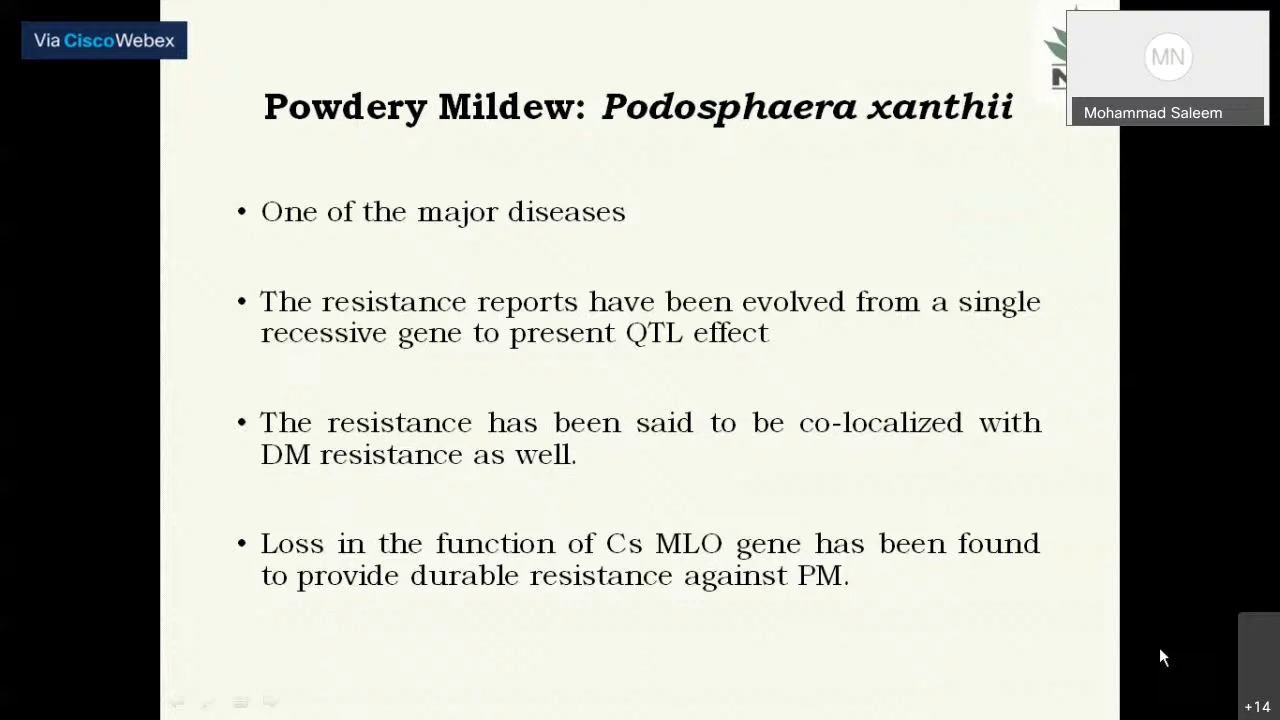 Via CiscoWebex
MN
Mohammad Saleem
Powdery Mildew: Podosphaera xanthii
• One of the major diseases
• The resistance reports have been evolved from a single
recessive gene to present QTL effect
• The resistance has been said to be co-localized with
DM resistance as well.
• Loss in the function of Cs MLO gene has been found
to provide durable resistance against PM.
+14